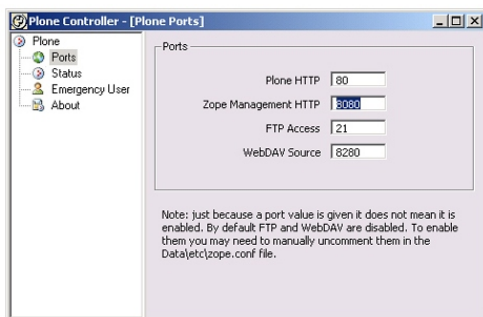 Plone Controller - [Plone Ports]
Plone
Ports
Status
Emergency User
About
Ports
Plone HTTP 80
Zope Management HTTP 8080
FTP Access 21
WebDAV Source 8280
Note: just because a port value is given it does not mean it is
enabled. By default FTP and WebDAV are disabled. To enable
them you may need to manually uncomment them in the
Data\etc\zope.conf file.